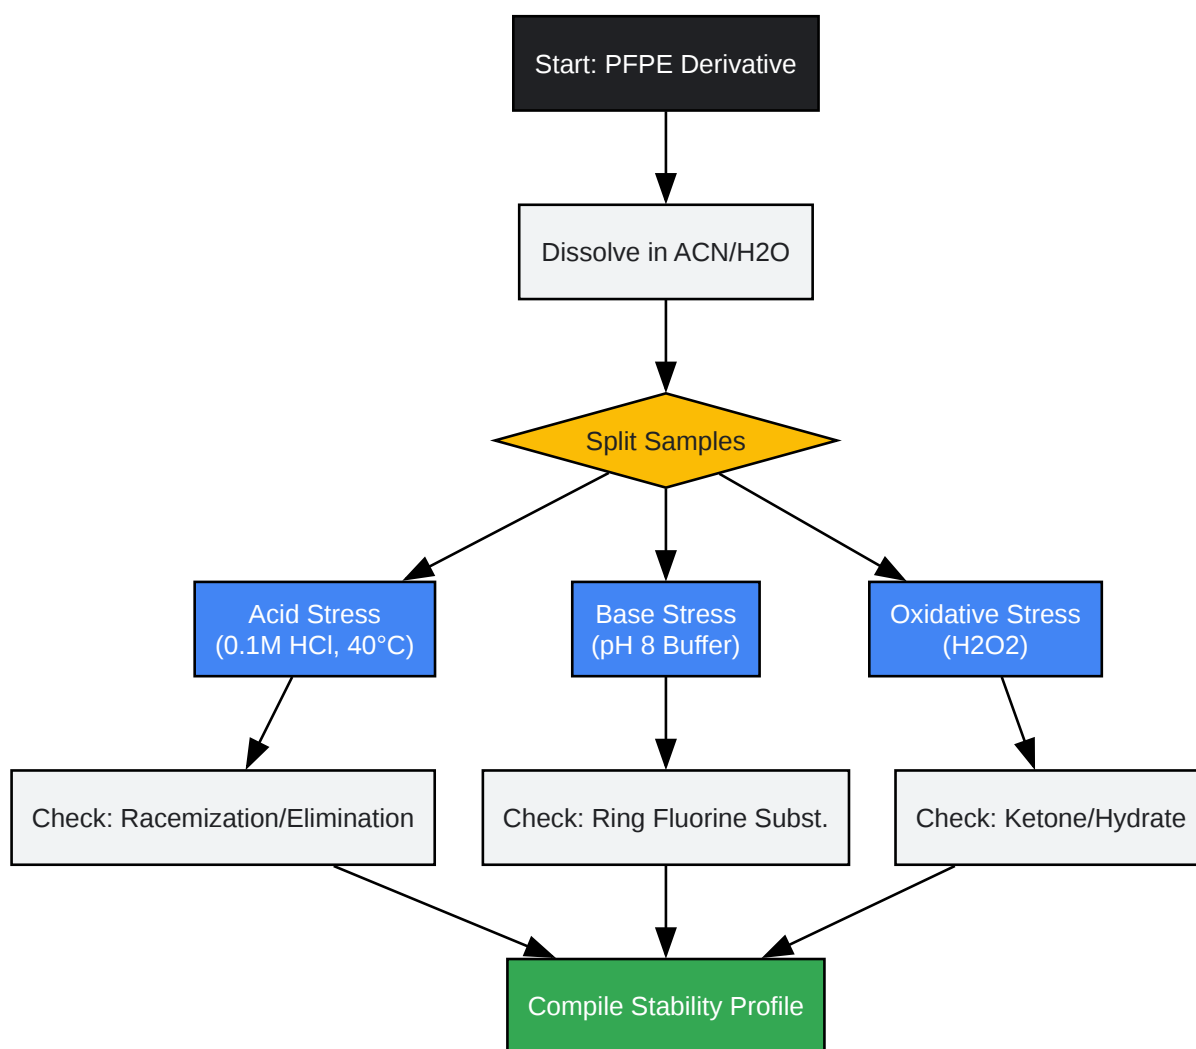 Start: PFPE Derivative
Dissolve in ACN/H2O
Split Samples
Acid Stress
(0.1M HCl, 40°C)
Base Stress
(pH 8 Buffer)
Oxidative Stress
(H2O2)
Check: Racemization/Elimination
Check: Ring Fluorine Subst.
Check: Ketone/Hydrate
Compile Stability Profile